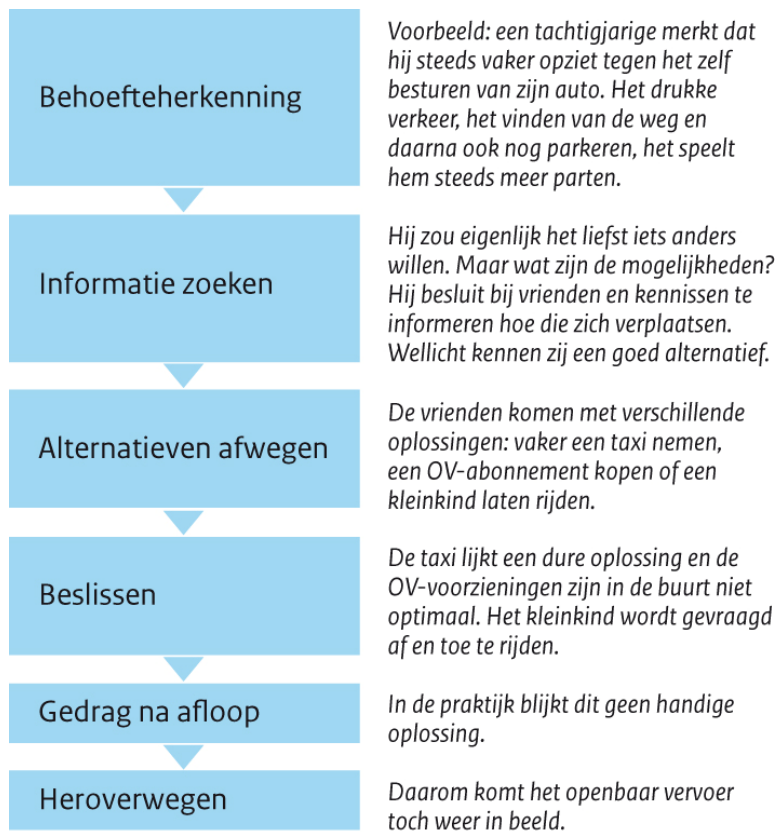 Behoefteherkenning
Voorbeeld: een tachtigjarige merkt dat
hij steeds vaker opziet tegen het zelf
besturen van zijn auto. Het drukke
verkeer, het vinden van de weg en
daarna ook nog parkeren, het speelt
hem steeds meer parten.
Informatie zoeken
Hij zou eigenlijk het liefst iets anders
willen. Maar wat zijn de mogelijkheden?
Hij besluit bij vrienden en kennissen te
informeren hoe die zich verplaatsen.
Wellicht kennen zij een goed alternatief.
Alternatieven afwegen
De vrienden komen met verschillende
oplossingen: vaker een taxi nemen,
een OV-abonnement kopen of een
kleinkind laten rijden.
Beslissen
De taxi lijkt een dure oplossing en de
OV-voorzieningen zijn in de buurt niet
optimaal. Het kleinkind wordt gevraagd
af en toe te rijden.
Gedrag na afloop
In de praktijk blijkt dit geen handige
oplossing.
Heroverwegen
Daarom komt het openbaar vervoer
toch weer in beeld.